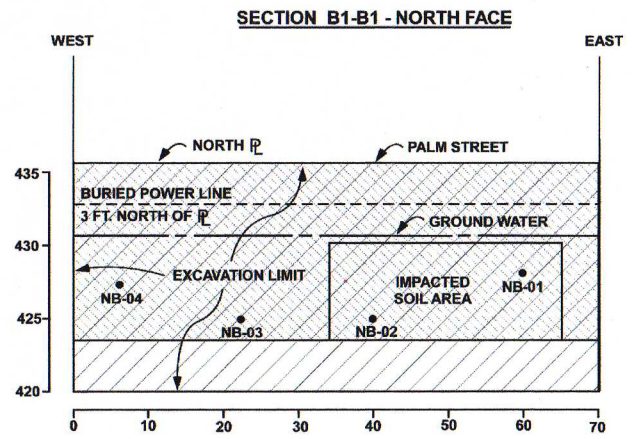 SECTION B1-B1 - NORTH FACE
WEST
EAST
NORTH ℄
PALM STREET
435
BURIED POWER LINE
3 FT. NORTH OF ℄
GROUND WATER
430
EXCAVATION LIMIT
IMPACTED
SOIL AREA
NB-04
NB-01
425
NB-03
NB-02
420
0 10 20 30 40 50 60 70